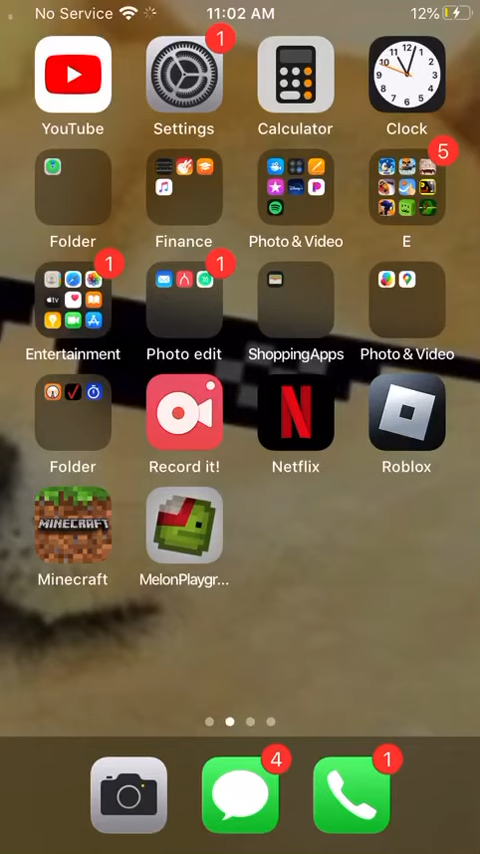 No Service 11:02 AM 12%
1
YouTube Settings Calculator Clock
5
Folder Finance Photo & Video E
1 1
Entertainment Photo edit ShoppingApps Photo & Video
Folder Record it! Netflix Roblox
MINECRAFT
Minecraft MelonPlaygr...
4 1